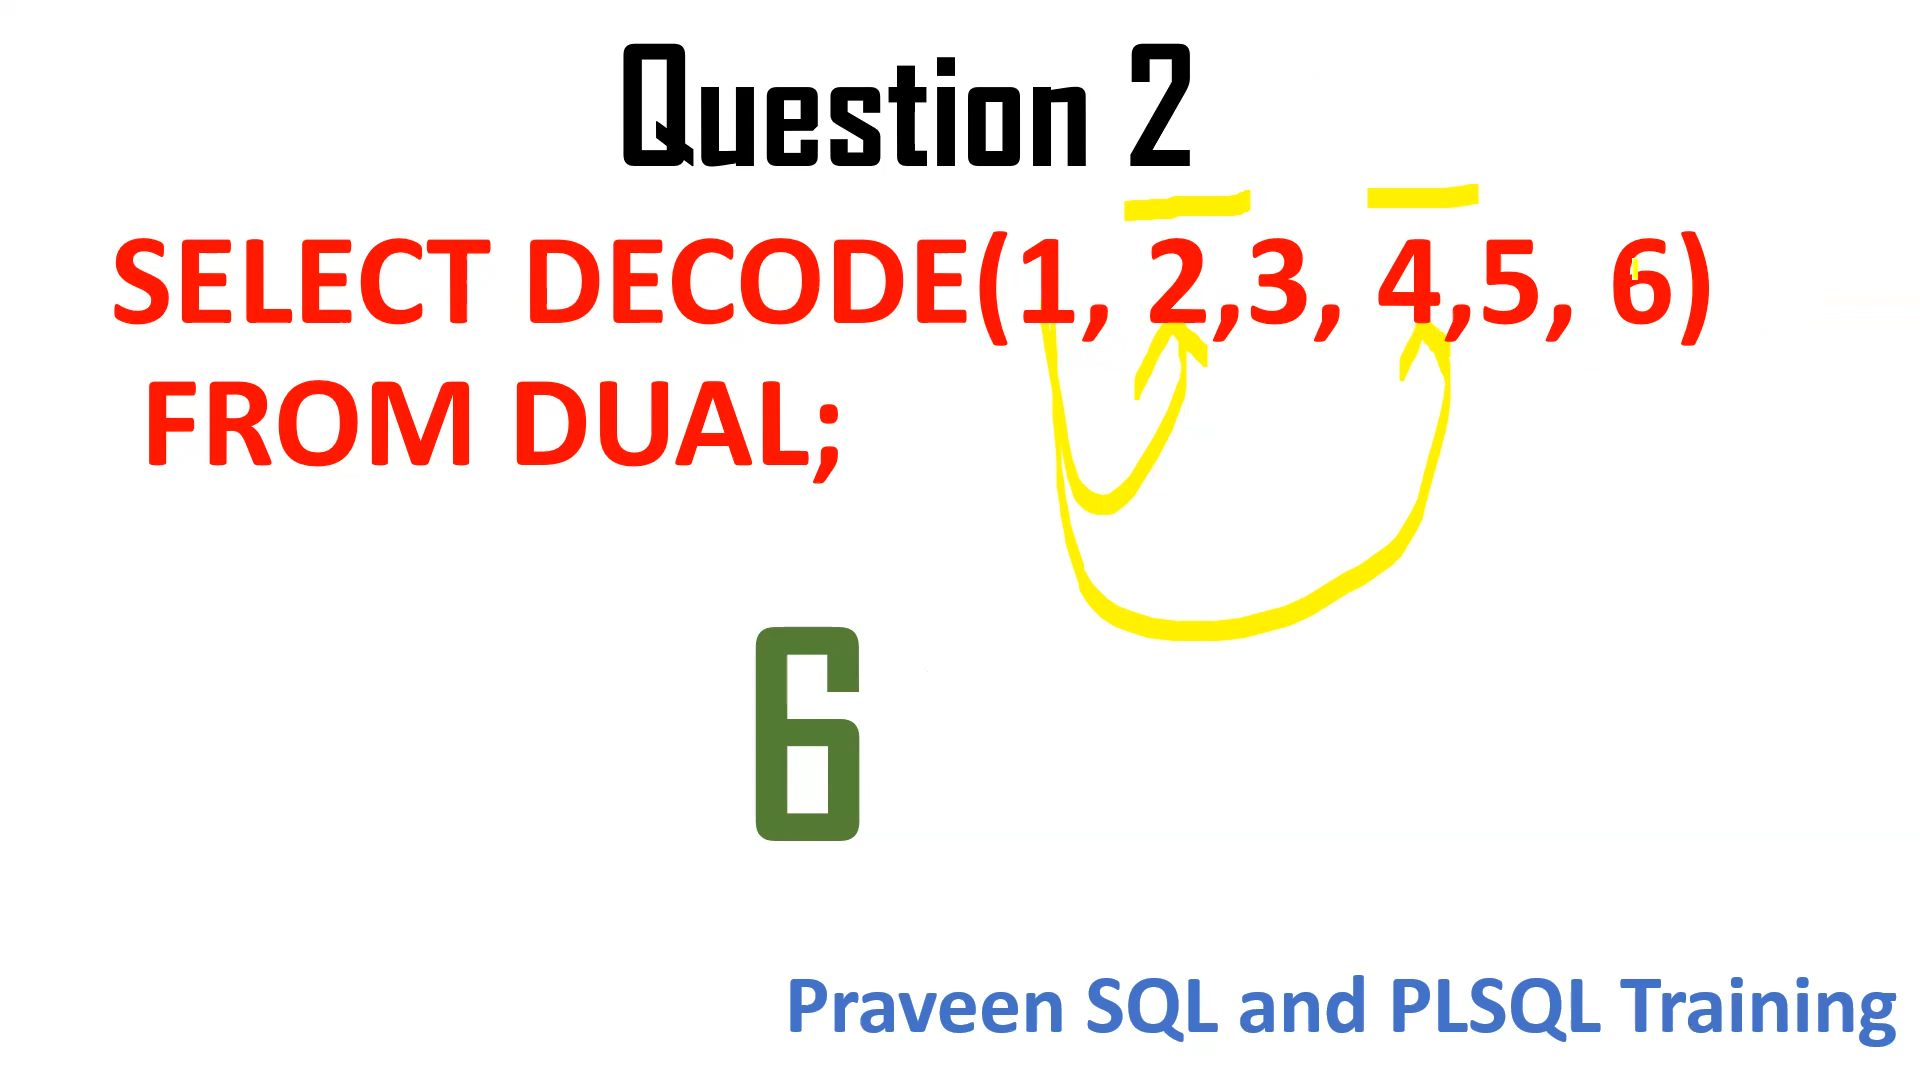 Question 2
SELECT DECODE(1, 2,3, 4,5, 6)
FROM DUAL;
6
Praveen SQL and PLSQL Training